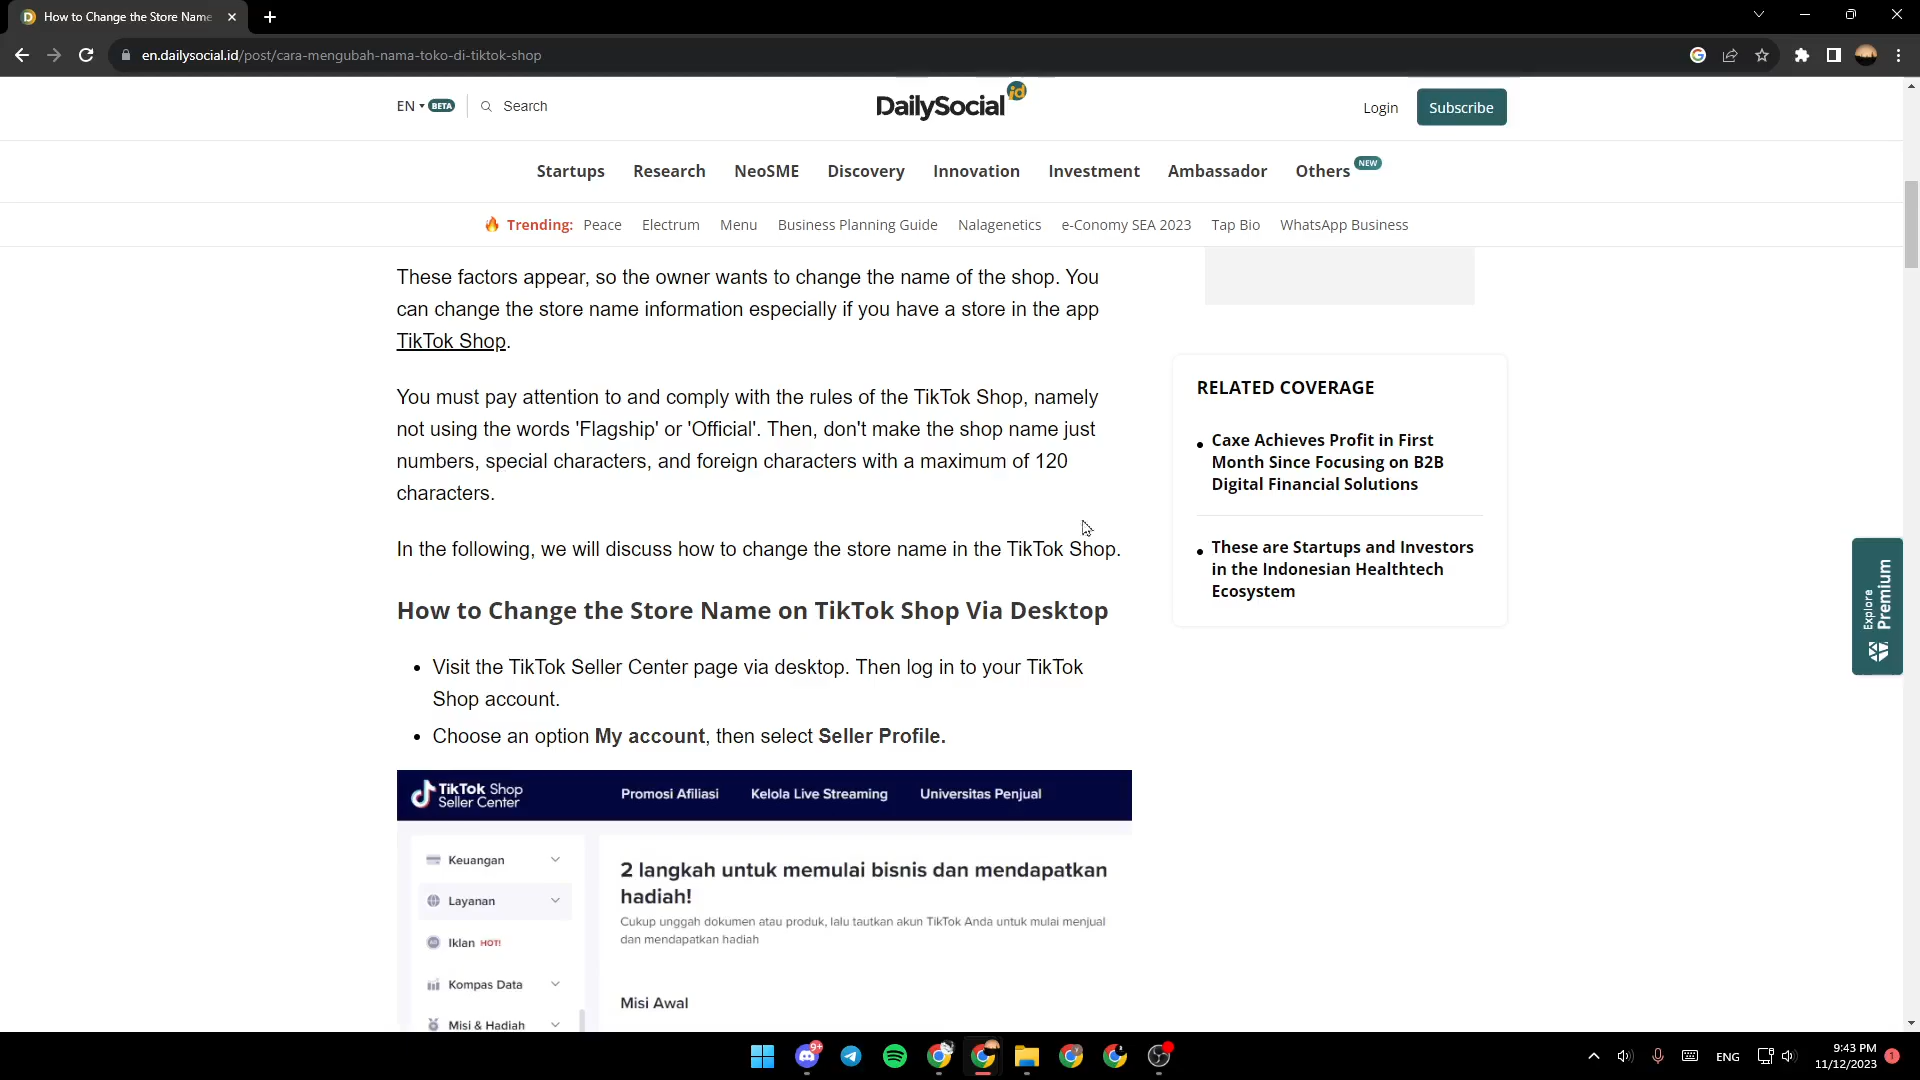 How to Change the Store Name
en.dailysocial.id/post/cara-mengubah-nama-toko-di-tiktok-shop
EN BETA Search
DailySocial id
Login Subscribe
Startups Research NeoSME Discovery Innovation Investment Ambassador Others NEW
Trending: Peace Electrum Menu Business Planning Guide Nalagenetics e-Conomy SEA 2023 Tap Bio WhatsApp Business
These factors appear, so the owner wants to change the name of the shop. You
can change the store name information especially if you have a store in the app
TikTok Shop.
You must pay attention to and comply with the rules of the TikTok Shop, namely
not using the words 'Flagship' or 'Official'. Then, don't make the shop name just
numbers, special characters, and foreign characters with a maximum of 120
characters.
In the following, we will discuss how to change the store name in the TikTok Shop.
How to Change the Store Name on TikTok Shop Via Desktop
• Visit the TikTok Seller Center page via desktop. Then log in to your TikTok
Shop account.
• Choose an option My account, then select Seller Profile.
TikTok Shop
Seller Center
Promosi Afiliasi Kelola Live Streaming Universitas Penjual
Keuangan
Layanan
Iklan HOT!
Kompas Data
Misi & Hadiah
2 langkah untuk memulai bisnis dan mendapatkan
hadiah!
Cukup unggah dokumen atau produk, lalu tautkan akun TikTok Anda untuk mulai menjual
dan mendapatkan hadiah
Misi Awal
RELATED COVERAGE
• Caxe Achieves Profit in First
Month Since Focusing on B2B
Digital Financial Solutions
• These are Startups and Investors
in the Indonesian Healthtech
Ecosystem
Explore
Premium
9+
ENG
9:43 PM
11/12/2023
1